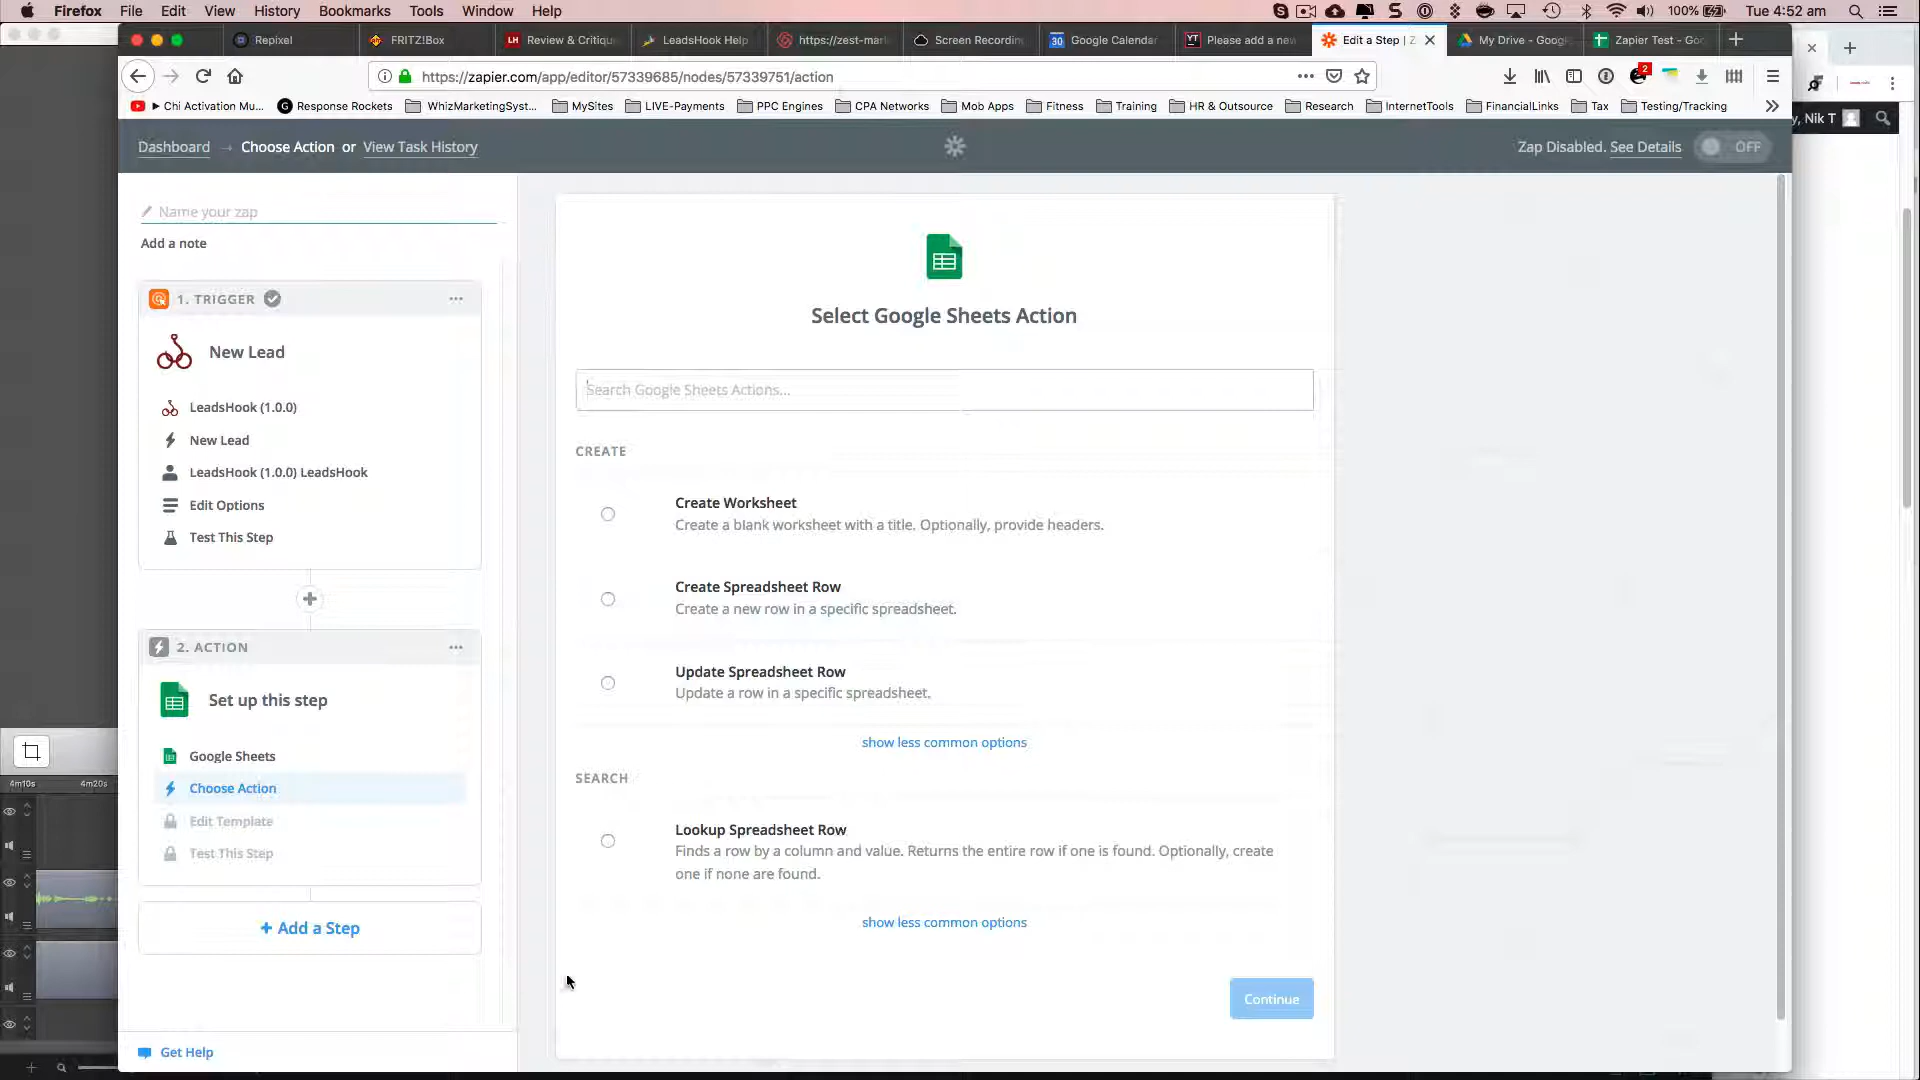 Firefox File Edit View History Bookmarks Tools Window Help 100% Tue 4:52 am
Repixel FRITZ!Box Review & Critiqu LeadsHook Help https://zest-mark Screen Recordin Google Calendar Please add a new Edit a Step | Z My Drive - Googl Zapier Test - Goo
https://zapier.com/app/editor/57339685/nodes/57339751/action
2
Chi Activation Mu... Response Rockets WhizMarketingSyst... MySites LIVE-Payments PPC Engines CPA Networks Mob Apps Fitness Training HR & Outsource Research InternetTools FinancialLinks Tax Testing/Tracking
y, Nik T
Dashboard → Choose Action or View Task History
Zap Disabled. See Details OFF
Name your zap
Add a note
1. TRIGGER
New Lead
LeadsHook (1.0.0)
New Lead
LeadsHook (1.0.0) LeadsHook
Edit Options
Test This Step
2. ACTION
Set up this step
Google Sheets
Choose Action
Edit Template
Test This Step
+ Add a Step
Get Help
Select Google Sheets Action
Search Google Sheets Actions...
CREATE
Create Worksheet
Create a blank worksheet with a title. Optionally, provide headers.
Create Spreadsheet Row
Create a new row in a specific spreadsheet.
Update Spreadsheet Row
Update a row in a specific spreadsheet.
show less common options
SEARCH
Lookup Spreadsheet Row
Finds a row by a column and value. Returns the entire row if one is found. Optionally, create
one if none are found.
show less common options
Continue
4m10s 4m20s